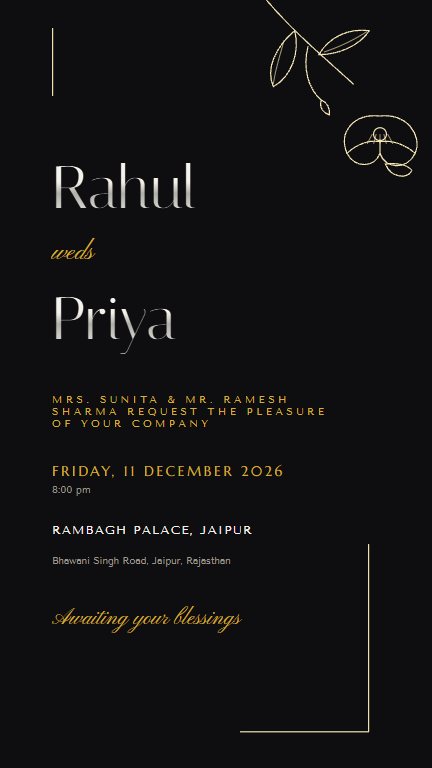 Rahul
weds
Priya
MRS. SUNITA & MR. RAMESH
SHARMA REQUEST THE PLEASURE
OF YOUR COMPANY
FRIDAY, 11 DECEMBER 2026
8:00 pm
RAMBAGH PALACE, JAIPUR
Bhawani Singh Road, Jaipur, Rajasthan
Awaiting your blessings